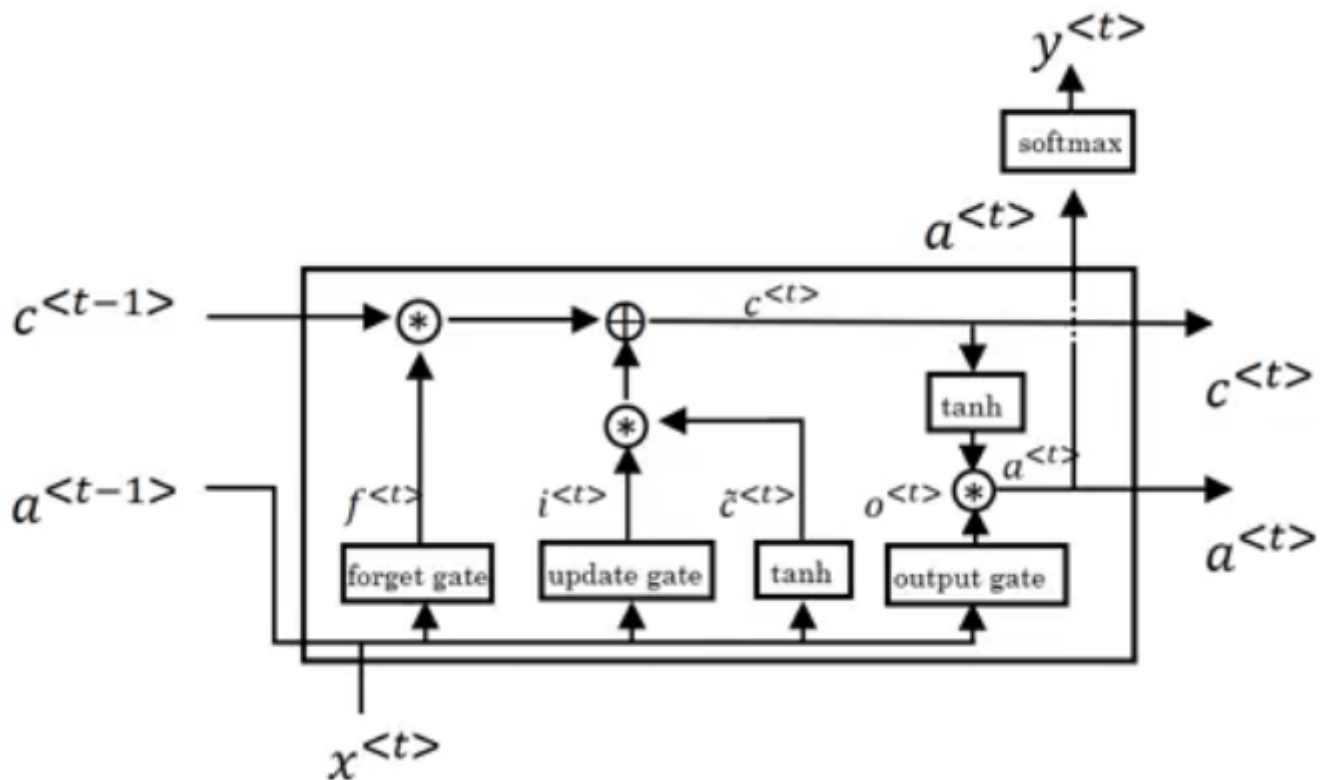 y<t>
softmax
a<t>
c<t-1>
c<t>
c<t>
tanh
a<t-1>
f<t>
i<t>
c̃<t>
o<t>
a<t>
a<t>
forget gate
update gate
tanh
output gate
x<t>